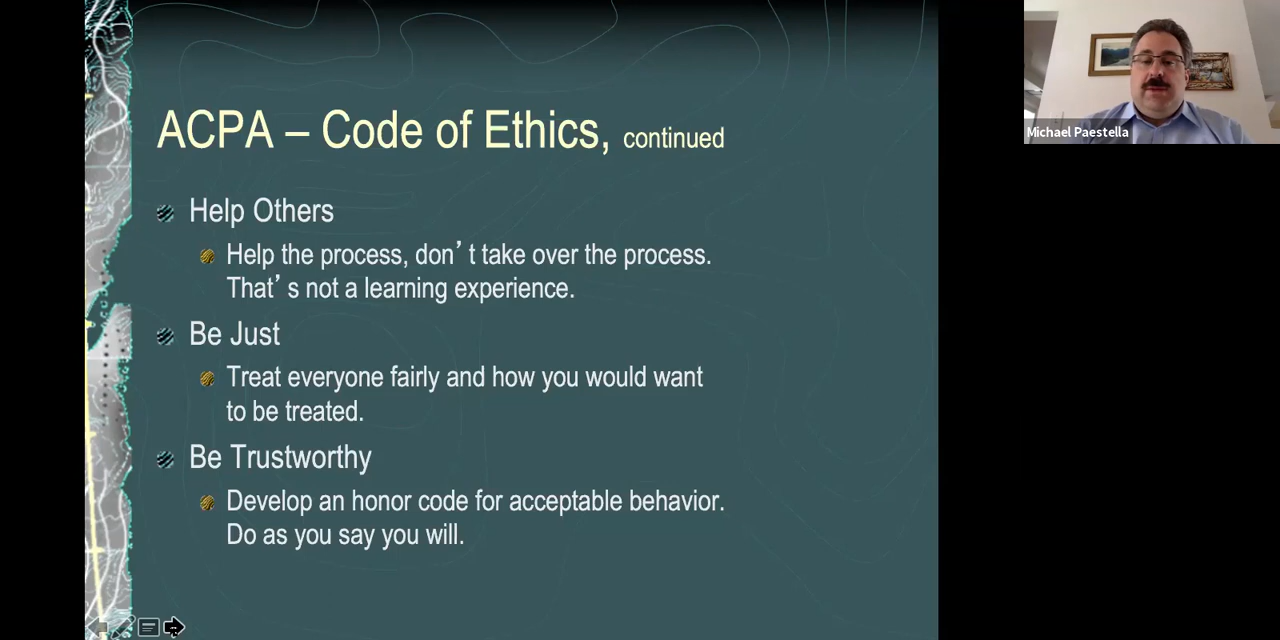 ACPA – Code of Ethics, continued
Help Others
Help the process, don’t take over the process.
That’s not a learning experience.
Be Just
Treat everyone fairly and how you would want
to be treated.
Be Trustworthy
Develop an honor code for acceptable behavior.
Do as you say you will.
Michael Paestella